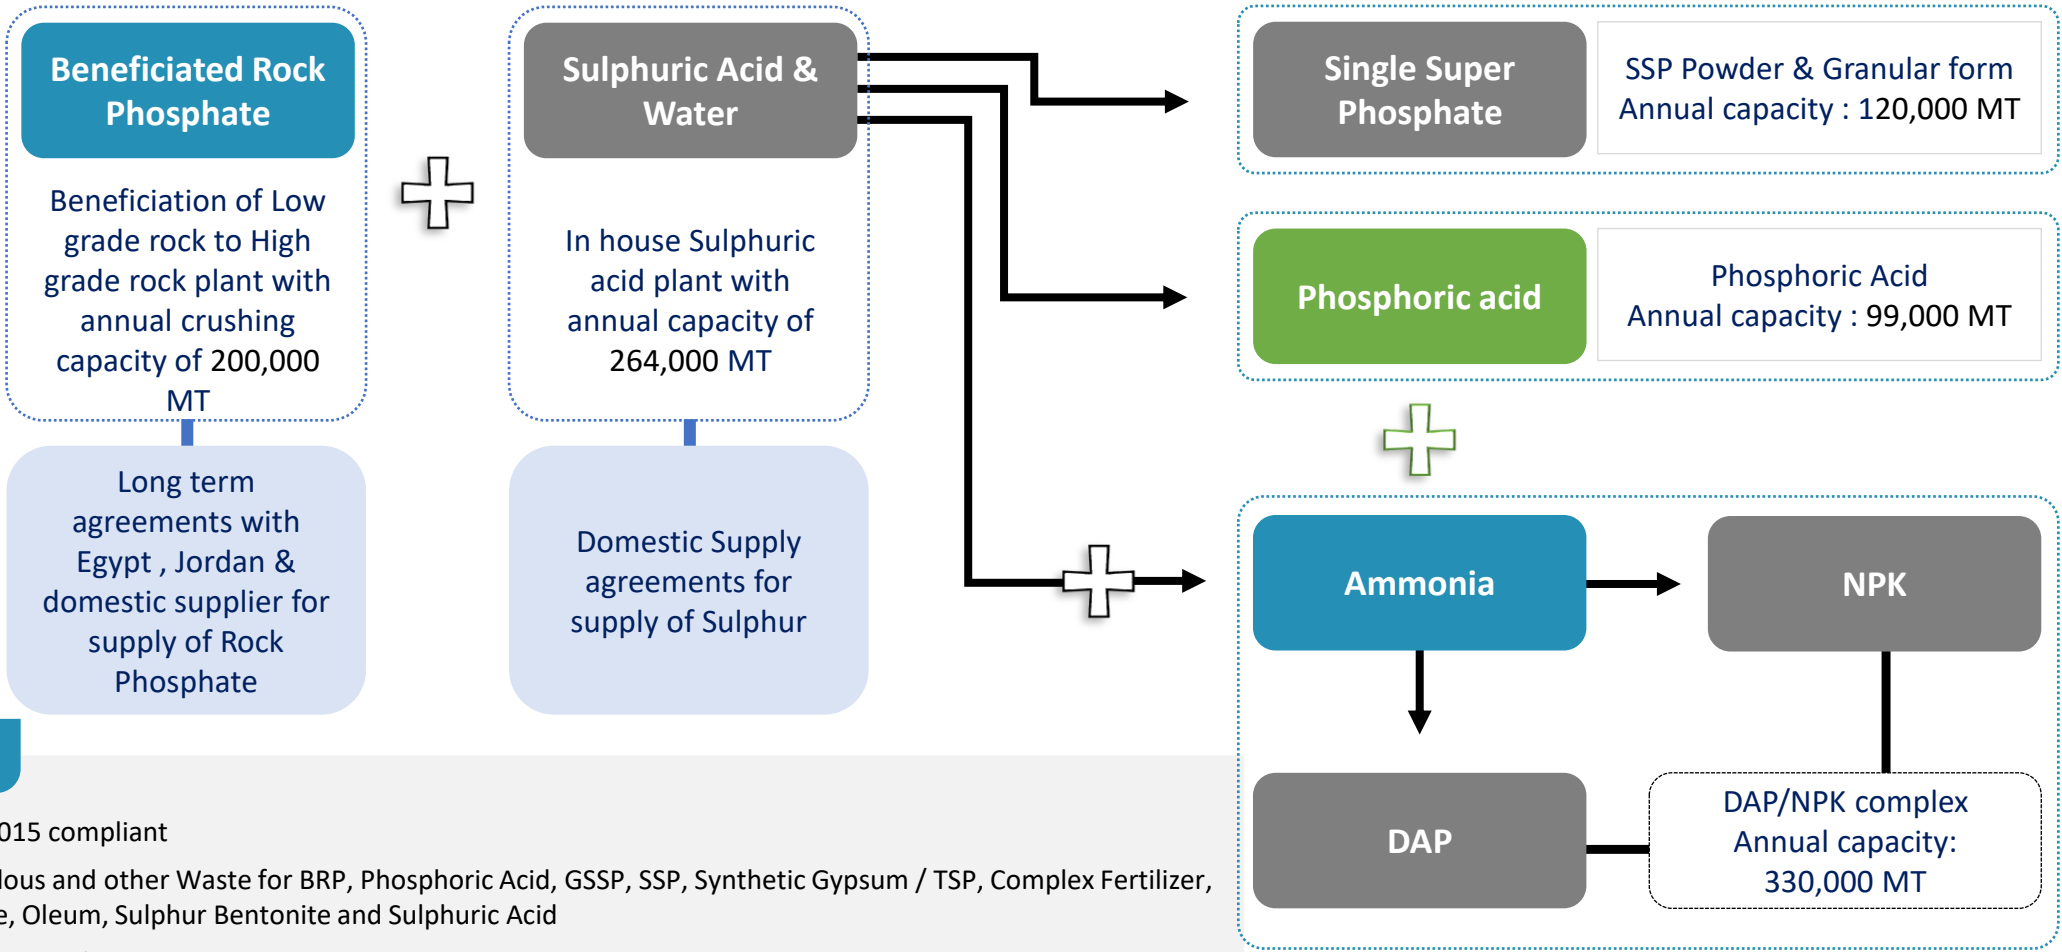 Beneficiated Rock
Phosphate
Beneficiation of Low
grade rock to High
grade rock plant with
annual crushing
capacity of 200,000
MT
Long term
agreements with
Egypt , Jordan &
domestic supplier for
supply of Rock
Phosphate
Sulphuric Acid &
Water
In house Sulphuric
acid plant with
annual capacity of
264,000 MT
Domestic Supply
agreements for
supply of Sulphur
Single Super
Phosphate
SSP Powder & Granular form
Annual capacity : 120,000 MT
Phosphoric acid
Phosphoric Acid
Annual capacity : 99,000 MT
Ammonia
NPK
DAP
DAP/NPK complex
Annual capacity:
330,000 MT
015 compliant
lous and other Waste for BRP, Phosphoric Acid, GSSP, SSP, Synthetic Gypsum / TSP, Complex Fertilizer,
e, Oleum, Sulphur Bentonite and Sulphuric Acid